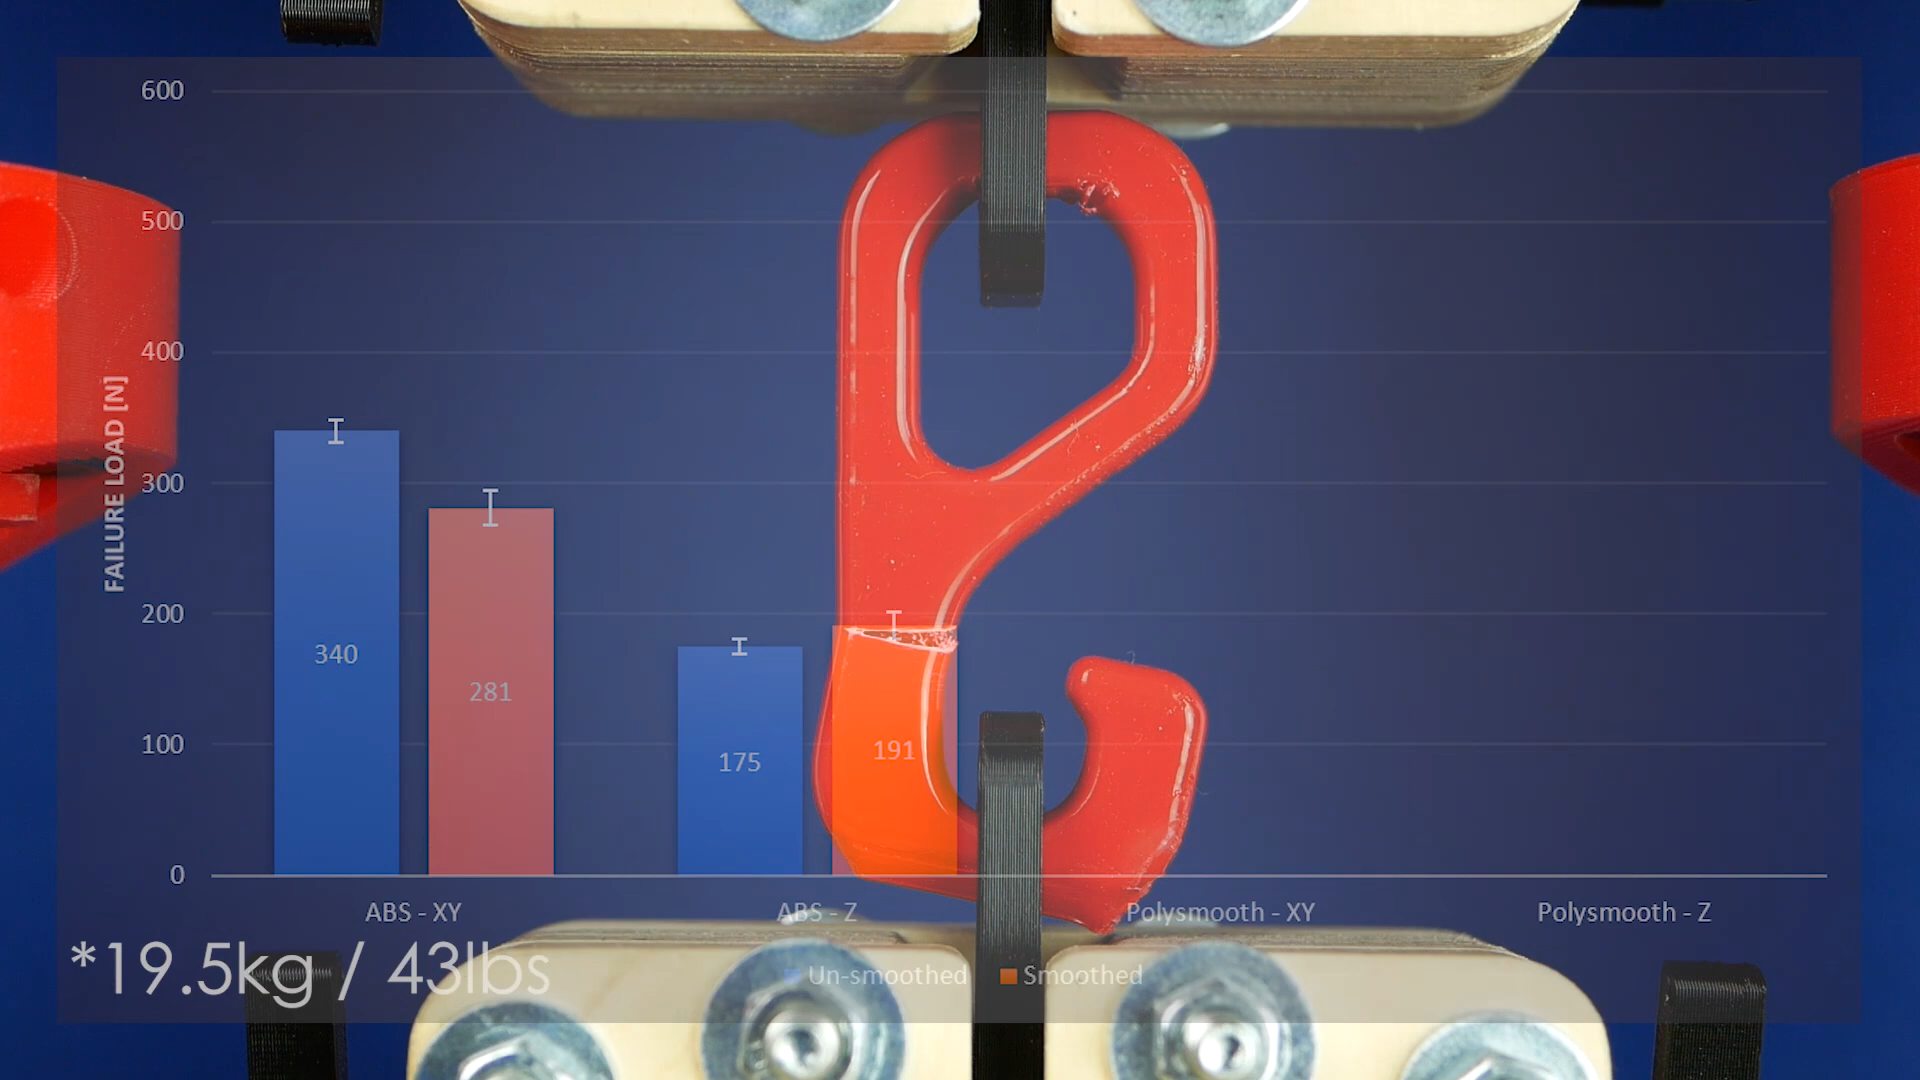 600
500
400
300
200
100
0
FAILURE LOAD [N]
340
281
175
191
ABS - XY
ABS - Z
Polysmooth - XY
Polysmooth - Z
*19.5kg / 43lbs
Un-smoothed
Smoothed